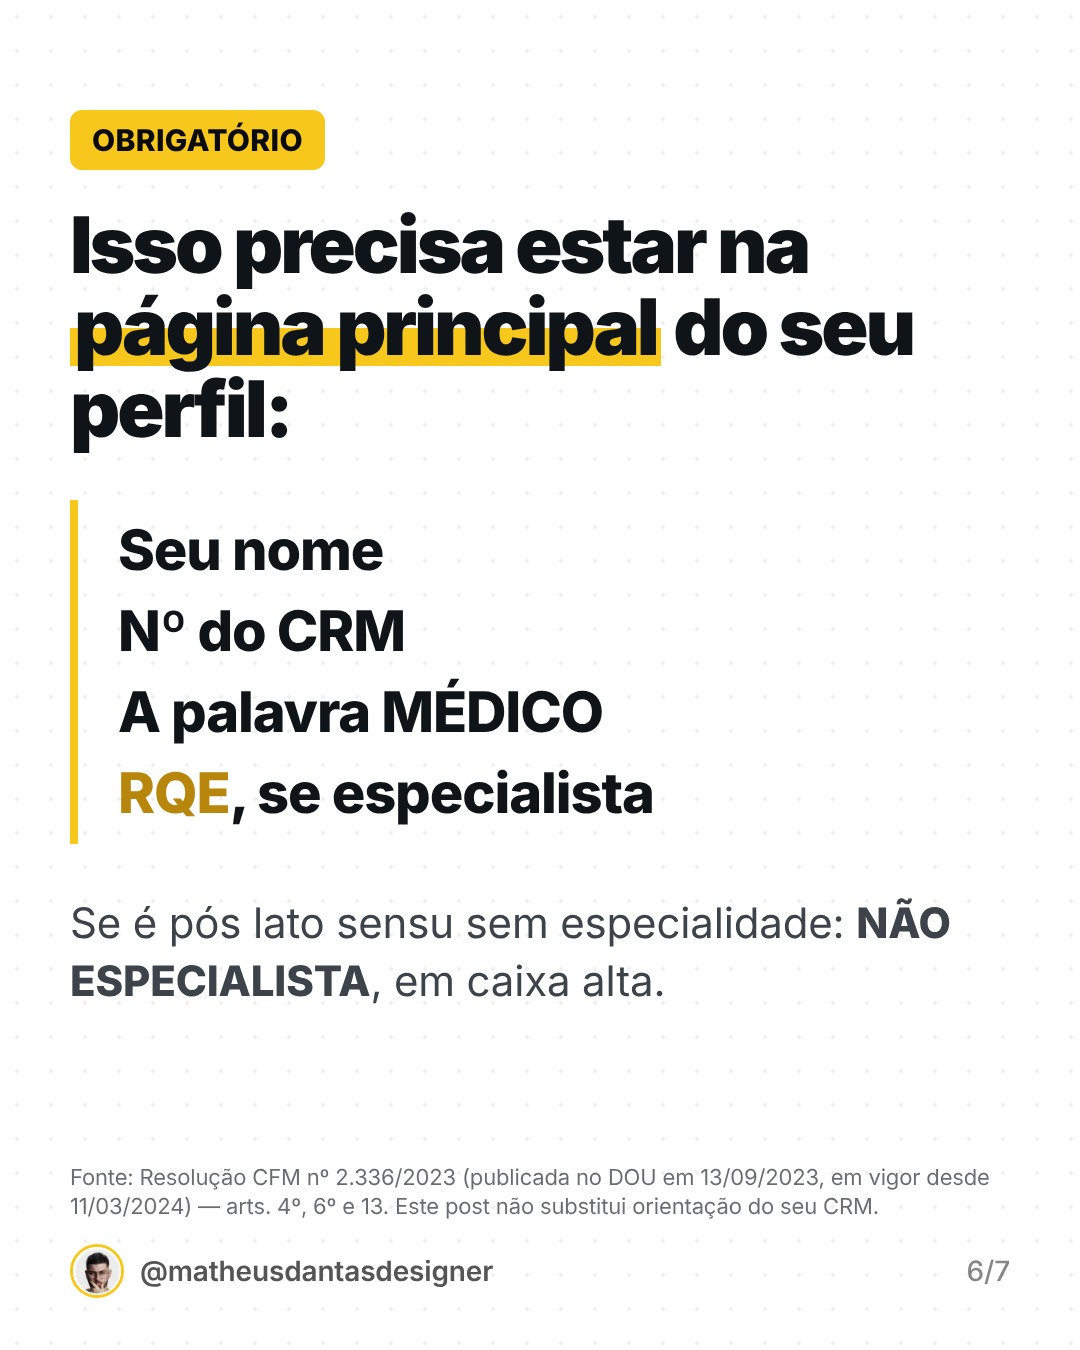 OBRIGATÓRIO
Isso precisa estar na
página principal do seu
perfil:
Seu nome
Nº do CRM
A palavra MÉDICO
RQE, se especialista
Se é pós lato sensu sem especialidade: NÃO
ESPECIALISTA, em caixa alta.
Fonte: Resolução CFM nº 2.336/2023 (publicada no DOU em 13/09/2023, em vigor desde
11/03/2024) — arts. 4º, 6º e 13. Este post não substitui orientação do seu CRM.
@matheusdantasdesigner
6/7